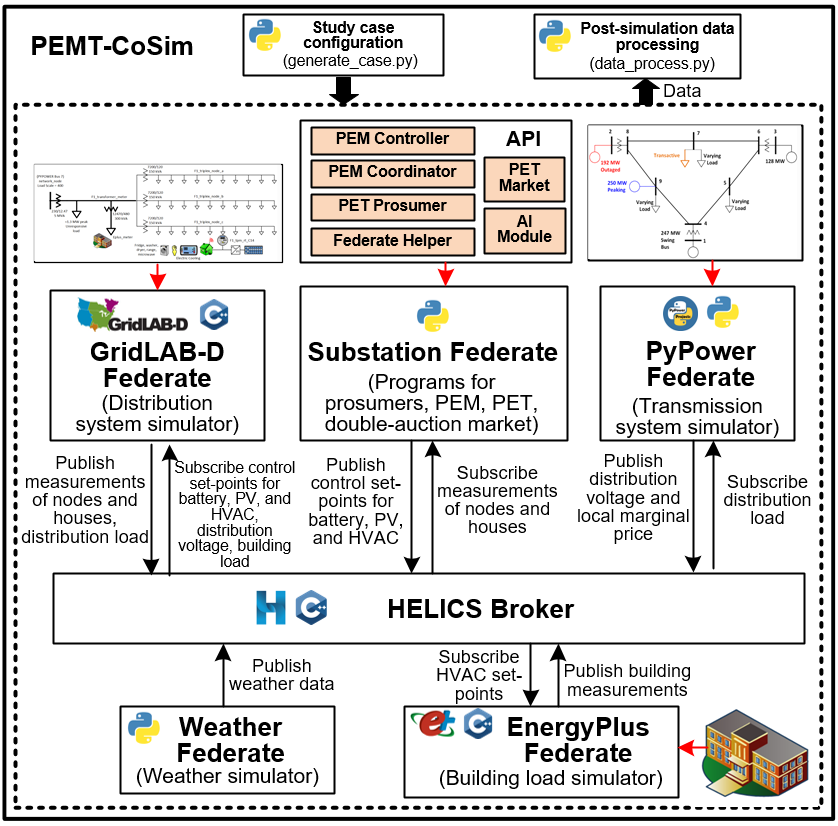 PEMT-CoSim
Study case
configuration
(generate_case.py)
Post-simulation data
processing
(data_process.py)
Data
PEM Controller
PEM Coordinator
PET Prosumer
Federate Helper
API
PET
Market
AI
Module
2
8
7
6
3
192 MW
Outaged
Transactive
Varying
Load
128 MW
250 MW
Peaking
9
5
Varying
Load
Varying
Load
4
247 MW
Swing
Bus
1
GridLAB-D
GridLAB-D
Federate
(Distribution
system simulator)
Substation Federate
(Programs for
prosumers, PEM, PET,
double-auction market)
PyPower
Federate
(Transmission
system simulator)
Publish
measurements
of nodes and
houses,
distribution load
Subscribe control
set-points for
battery, PV, and
HVAC,
distribution
voltage, building
load
Publish
control set-
points for
battery, PV,
and HVAC
Subscribe
measurements
of nodes and
houses
Publish
distribution
voltage and
local marginal
price
Subscribe
distribution
load
HELICS Broker
Publish
weather data
Subscribe
HVAC set-
points
Publish building
measurements
Weather
Federate
(Weather simulator)
EnergyPlus
Federate
(Building load simulator)